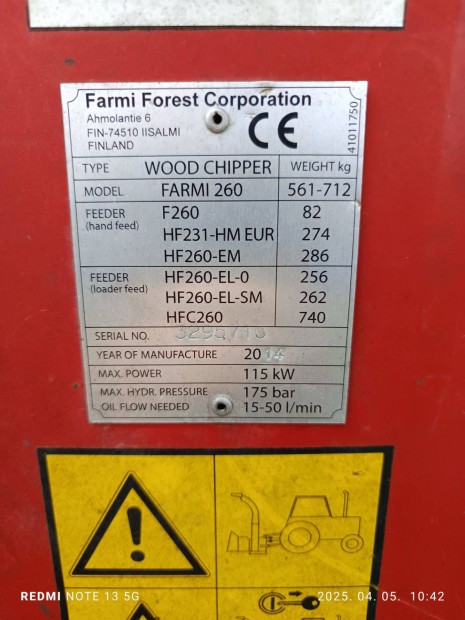 Farmi Forest Corporation
Ahmolantie 6
FIN-74510 IISALMI
FINLAND
CE
41011750
TYPE WOOD CHIPPER WEIGHT kg
MODEL FARMI 260 561-712
FEEDER (hand feed) F260 82
HF231-HM EUR 274
HF260-EM 286
FEEDER (loader feed) HF260-EL-0 256
HF260-EL-SM 262
HFC260 740
SERIAL NO.
YEAR OF MANUFACTURE 2014
MAX. POWER 115 kW
MAX. HYDR. PRESSURE 175 bar
OIL FLOW NEEDED 15-50 l/min
REDMI NOTE 13 5G
2025. 04. 05. 10:42